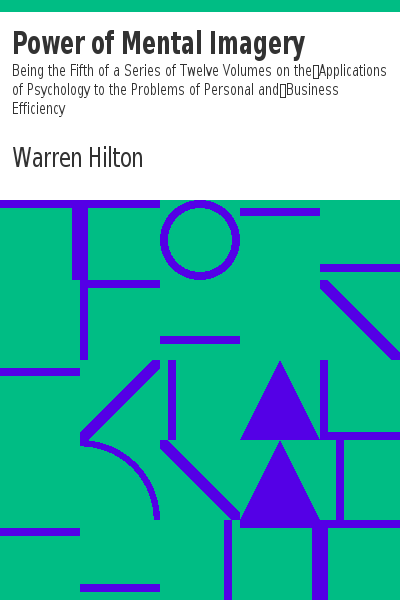 Power of Mental Imagery
Being the Fifth of a Series of Twelve Volumes on the▯Applications
of Psychology to the Problems of Personal and▯Business
Efficiency
Warren Hilton